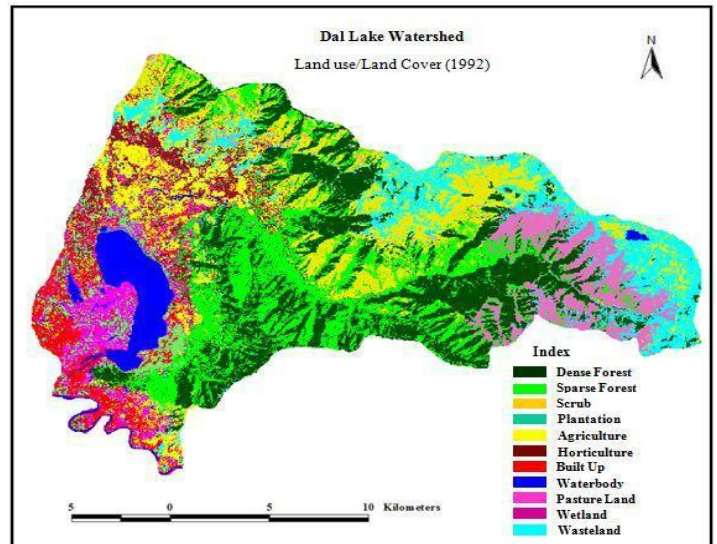 Dal Lake Watershed
Land use/Land Cover (1992)
N
Index
Dense Forest
Sparse Forest
Scrub
Plantation
Agriculture
Horticulture
Built Up
Waterbody
Pasture Land
Wetland
Wasteland
5 0 5 10 Kilometers